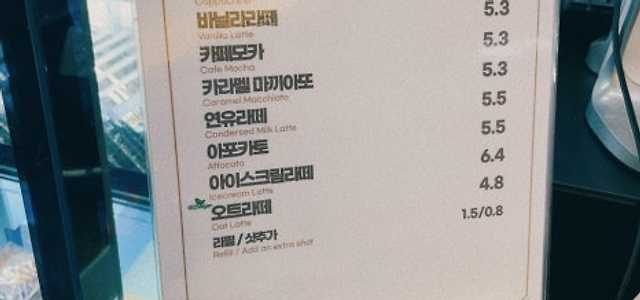 Cappuccino
바닐라라떼 5.3
Vanilla Latte
카페모카 5.3
Cafe Mocha
카라멜 마끼아또 5.3
Caramel Macchiato
연유라떼 5.5
Condensed Milk Latte
아포카토 5.5
Affocato
아이스크림라떼 6.4
Icecream Latte
오트라떼 4.8
Oat Latte
리필 / 샷추가 1.5/0.8
Refill / Add an extra shot